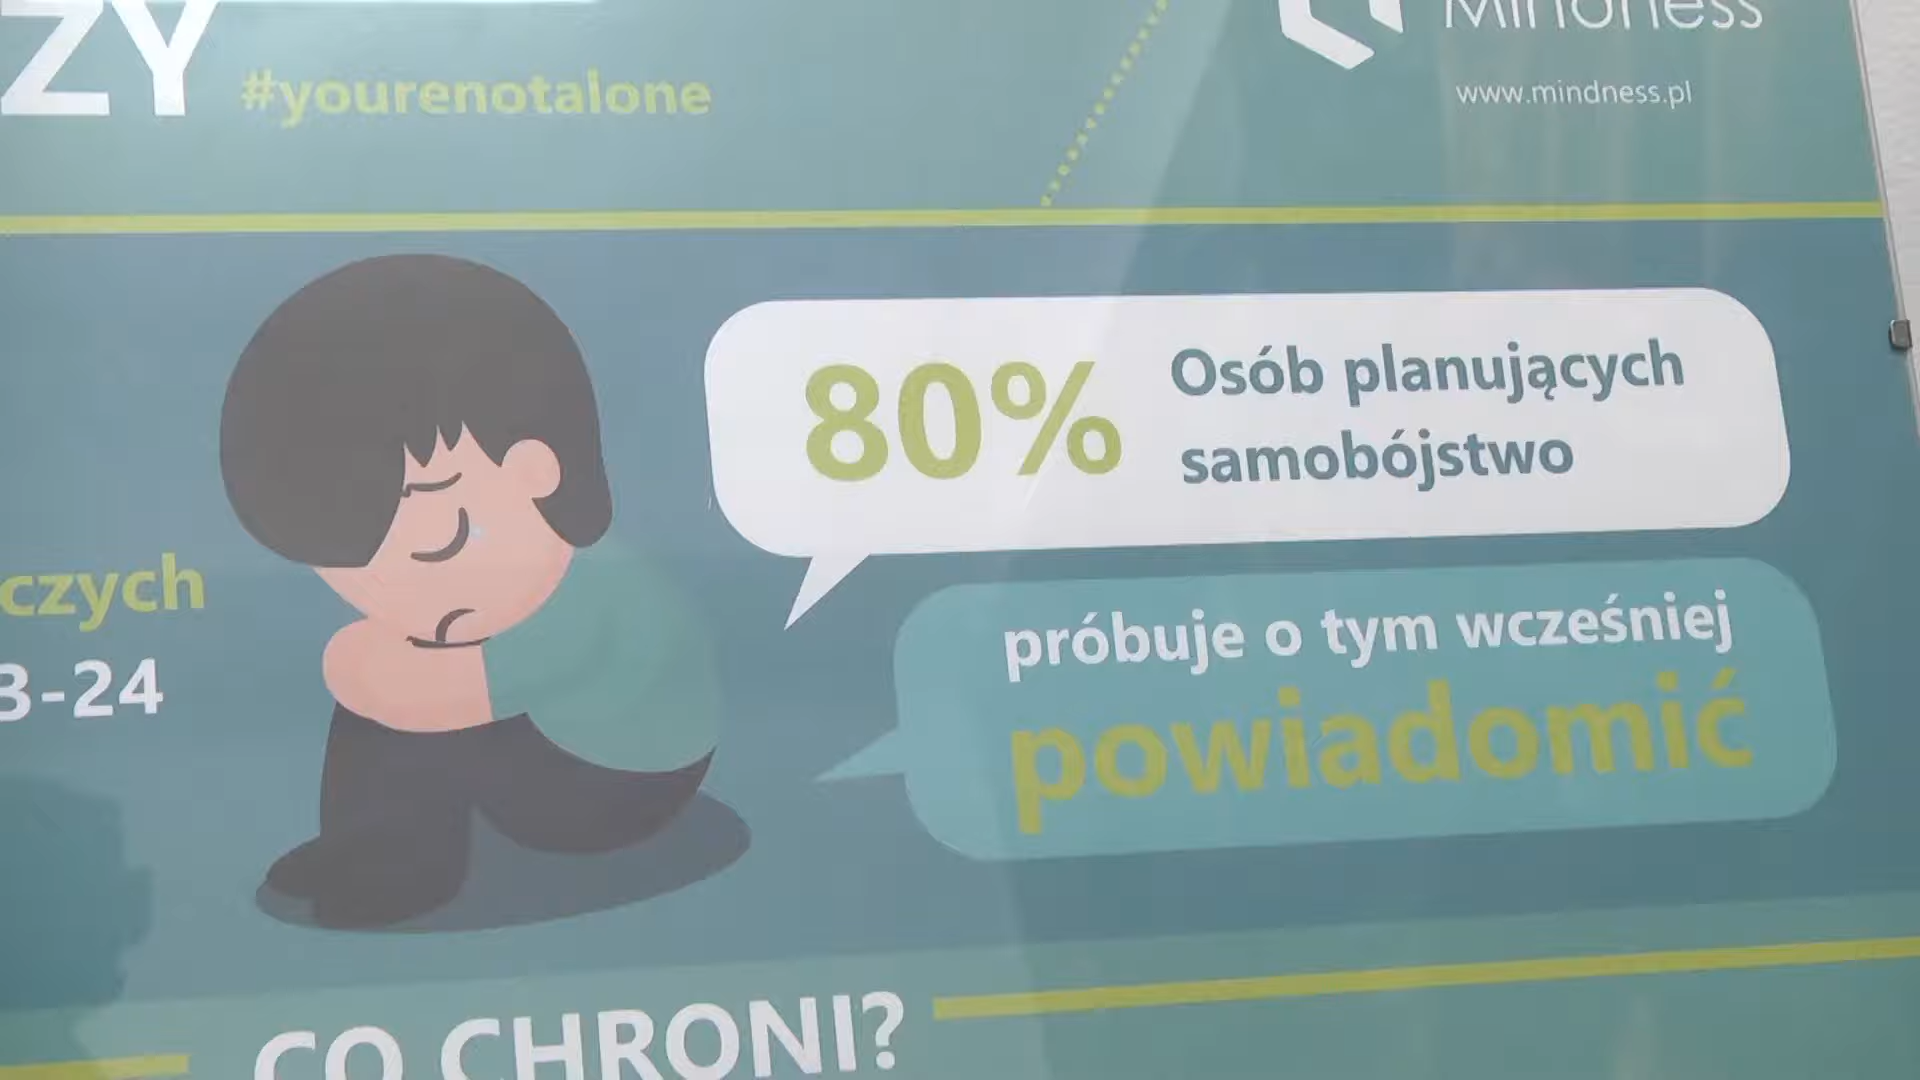 ZY #yourenotalone
Mindness
www.mindness.pl
80% Osób planujących
samobójstwo
próbuje o tym wcześniej
powiadomić
czych
3-24
CO CHRONI?